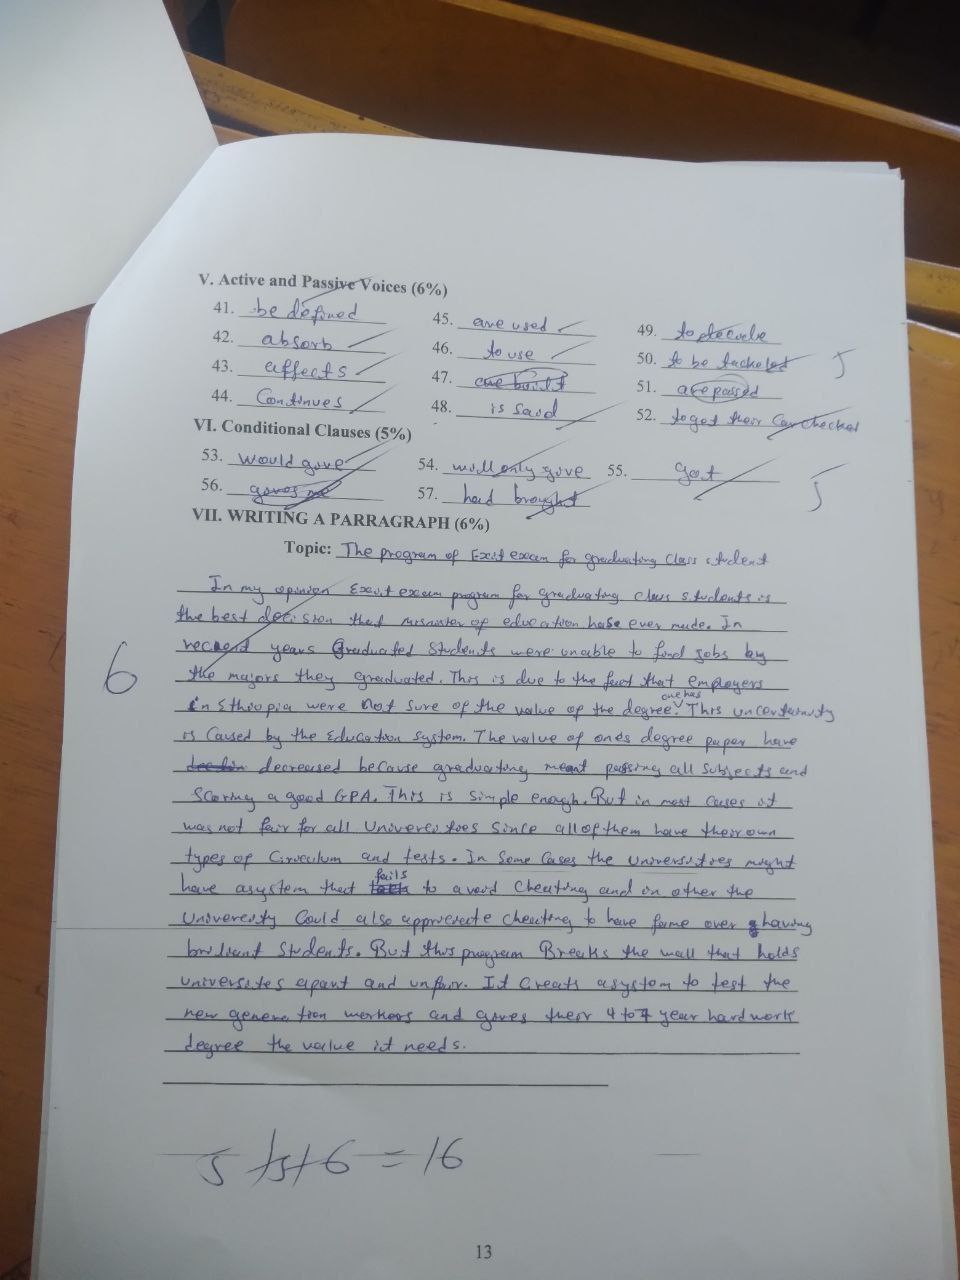 V. Active and Passive Voices (6%)
41. be defined 45. are used 49.
42. absorb 46. to use 50. to be tackeled 5
43. affects 47. are built 51. are passed
44. Continues 48. is said 52. to get their Car checked
VI. Conditional Clauses (5%)
53. would give 54. will only give 55. got 5
56. gives me 57. had brought
VII. WRITING A PARRAGRAPH (6%)
Topic: The program of Exit exam for graduating class student
In my opinion Exit exam program for graduating class students is
the best decision that minister of education have ever made. In
years Graduated students were unable to find jobs by
6
the majors they graduated. This is due to the fact that employers
in Ethiopia were not sure of the value of the degree one has. This uncertainity
is Caused by the Education system. The value of ones degree paper have
decreased because graduating meant passing all subjects and
Scoring a good GPA. This is simple enough. But in most cases it
was not fair for all Universities since all of them have their own
types of Ciruculum and tests. In Some Cases the universities might
have a system that fails to avoid Cheating and in other the
University Could also appreciate cheating to have fame over having
brilliant Students. But this program Breaks the wall that holds
universites apart and unfair. It Creats a system to test the
new generation workers and gives their 4 to 7 year hard work
degree the value it needs.
5 + 5 + 6 = 16
13